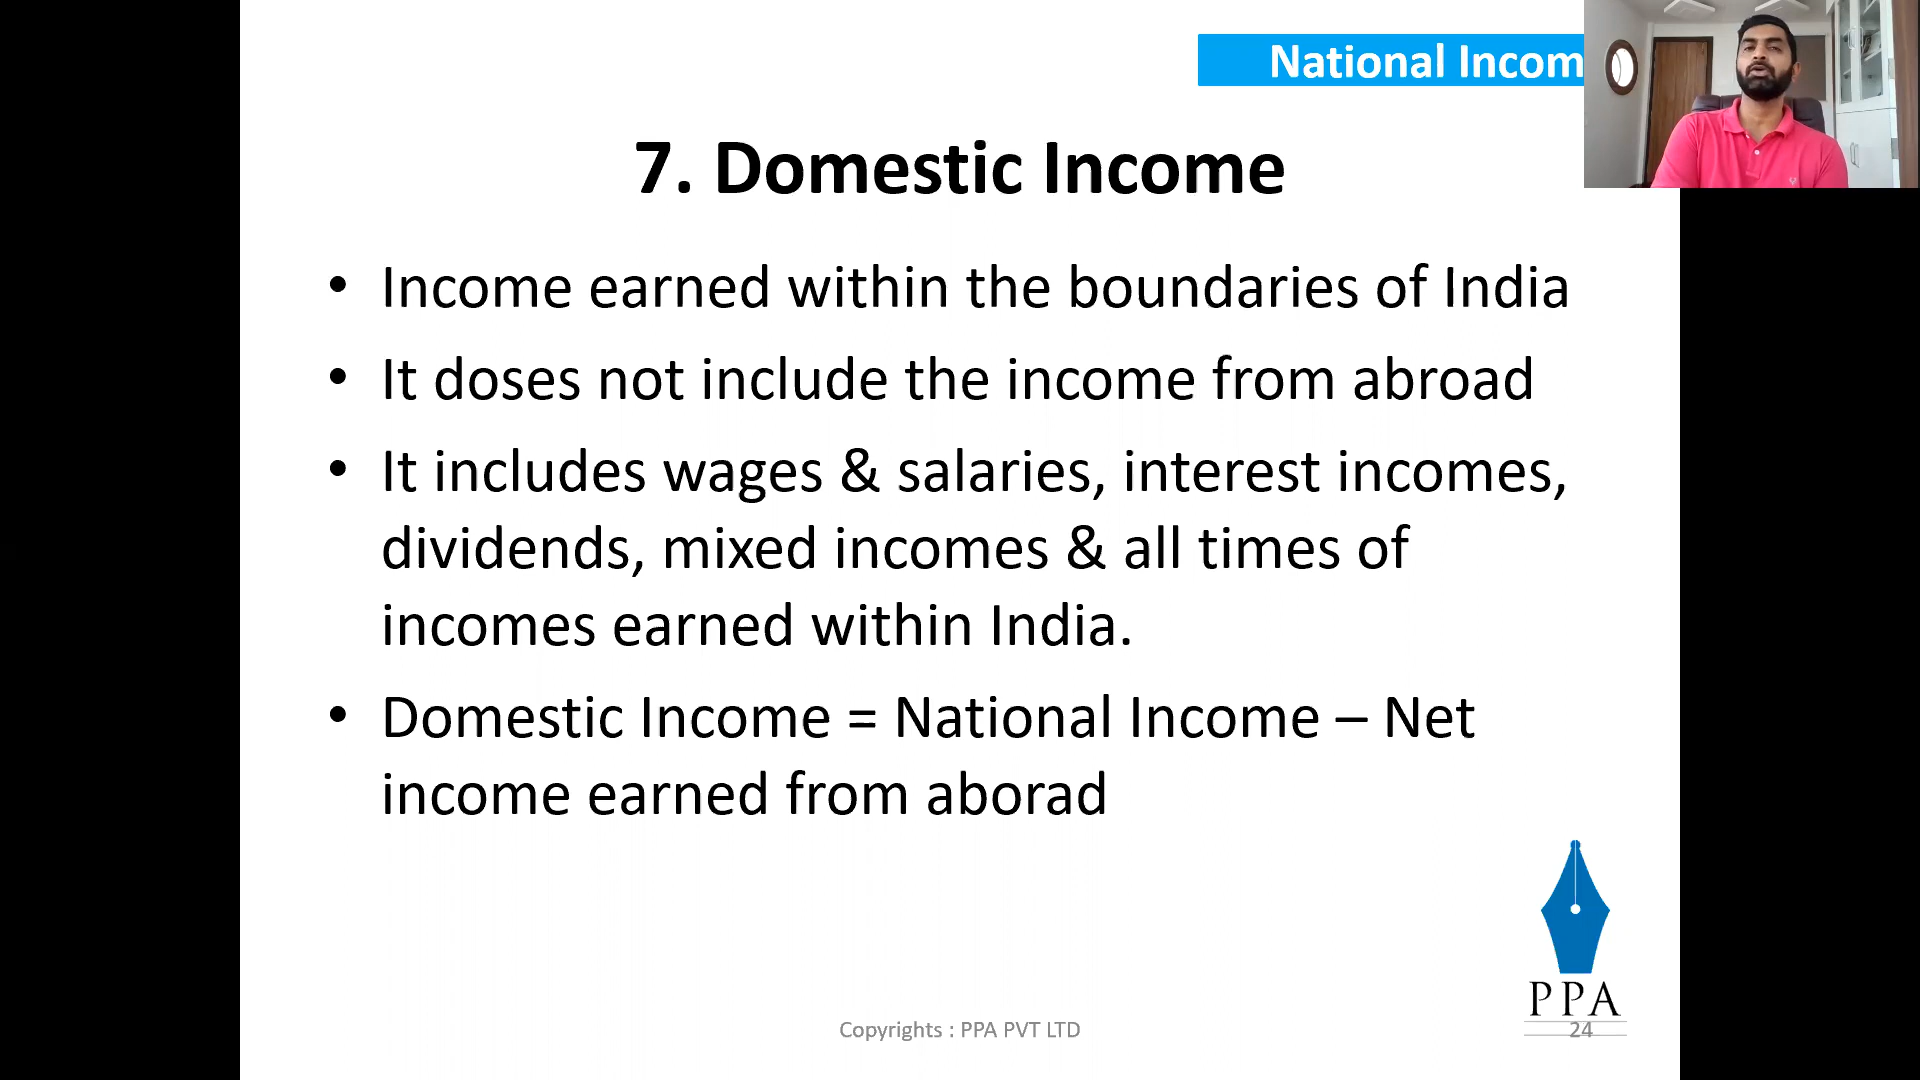 National Incom
7. Domestic Income
• Income earned within the boundaries of India
• It doses not include the income from abroad
• It includes wages & salaries, interest incomes,
dividends, mixed incomes & all times of
incomes earned within India.
• Domestic Income = National Income – Net
income earned from aborad
PPA
Copyrights : PPA PVT LTD
24